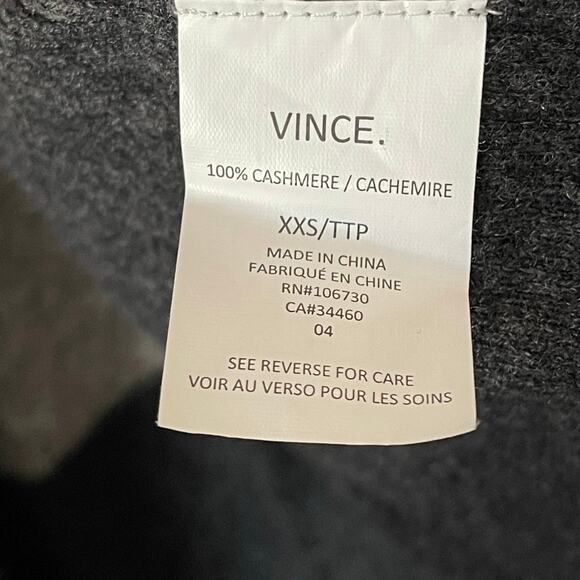 VINCE.
100% CASHMERE / CACHEMIRE
XXS/TTP
MADE IN CHINA
FABRIQUÉ EN CHINE
RN#106730
CA#34460
04
SEE REVERSE FOR CARE
VOIR AU VERSO POUR LES SOINS